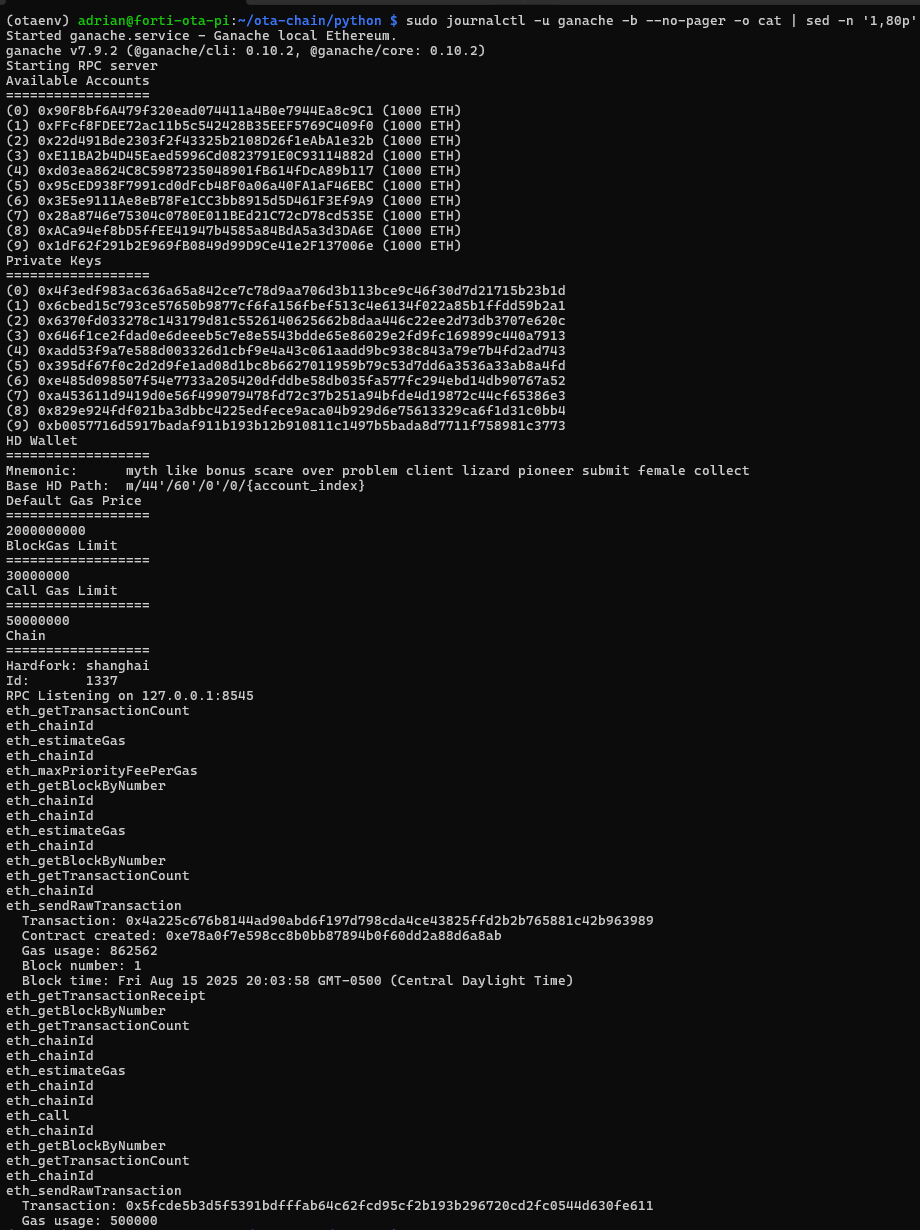 (otaenv) adrian@forti-ota-pi:~/ota-chain/python $ sudo journalctl -u ganache -b --no-pager -o cat | sed -n '1,80p'
Started ganache.service - Ganache local Ethereum.
ganache v7.9.2 (@ganache/cli: 0.10.2, @ganache/core: 0.10.2)
Starting RPC server
Available Accounts
==================
(0) 0x90F8bf6A479f320ead074411a4B0e7944Ea8c9C1 (1000 ETH)
(1) 0xFFcf8FDEE72ac11b5c542428B35EEF5769C409f0 (1000 ETH)
(2) 0x22d491Bde2303f2f43325b2108D26f1eAbA1e32b (1000 ETH)
(3) 0xE11BA2b4D45Eaed5996Cd0823791E0C93114882d (1000 ETH)
(4) 0xd03ea8624C8C5987235048901fB614fDcA89b117 (1000 ETH)
(5) 0x95cED938F7991cd0dFcb48F0a06a40FA1aF46EBC (1000 ETH)
(6) 0x3E5e9111Ae8eB78Fe1CC3bb8915d5D461F3Ef9A9 (1000 ETH)
(7) 0x28a8746e75304c0780E011BEd21C72cD78cd535E (1000 ETH)
(8) 0xACa94ef8bD5ffEE41947b4585a84BdA5a3d3DA6E (1000 ETH)
(9) 0x1dF62f291b2E969fB0849d99D9Ce41e2F137006e (1000 ETH)
Private Keys
==================
(0) 0x4f3edf983ac636a65a842ce7c78d9aa706d3b113bce9c46f30d7d21715b23b1d
(1) 0x6cbed15c793ce57650b9877cf6fa156fbef513c4e6134f022a85b1ffdd59b2a1
(2) 0x6370fd033278c143179d81c5526140625662b8daa446c22ee2d73db3707e620c
(3) 0x646f1ce2fdad0e6deeeb5c7e8e5543bdde65e86029e2fd9fc169899c440a7913
(4) 0xadd53f9a7e588d003326d1cbf9e4a43c061aadd9bc938c843a79e7b4fd2ad743
(5) 0x395df67f0c2d2d9fe1ad08d1bc8b6627011959b79c53d7dd6a3536a33ab8a4fd
(6) 0xe485d098507f54e7733a205420dfddbe58db035fa577fc294ebd14db90767a52
(7) 0xa453611d9419d0e56f499079478fd72c37b251a94bfde4d19872c44cf65386e3
(8) 0x829e924fdf021ba3dbbc4225edfece9aca04b929d6e75613329ca6f1d31c0bb4
(9) 0xb0057716d5917badaf911b193b12b910811c1497b5bada8d7711f758981c3773
HD Wallet
==================
Mnemonic:      myth like bonus scare over problem client lizard pioneer submit female collect
Base HD Path:  m/44'/60'/0'/0/{account_index}
Default Gas Price
==================
2000000000
BlockGas Limit
==================
30000000
Call Gas Limit
==================
50000000
Chain
==================
Hardfork: shanghai
Id:       1337
RPC Listening on 127.0.0.1:8545
eth_getTransactionCount
eth_chainId
eth_estimateGas
eth_chainId
eth_maxPriorityFeePerGas
eth_getBlockByNumber
eth_chainId
eth_chainId
eth_estimateGas
eth_chainId
eth_getBlockByNumber
eth_getTransactionCount
eth_chainId
eth_sendRawTransaction
  Transaction: 0x4a225c676b8144ad90abd6f197d798cda4ce43825ffd2b2b765881c42b963989
  Contract created: 0xe78a0f7e598cc8b0bb87894b0f60dd2a88d6a8ab
  Gas usage: 862562
  Block number: 1
  Block time: Fri Aug 15 2025 20:03:58 GMT-0500 (Central Daylight Time)
eth_getTransactionReceipt
eth_getBlockByNumber
eth_getTransactionCount
eth_chainId
eth_chainId
eth_estimateGas
eth_chainId
eth_chainId
eth_call
eth_chainId
eth_getBlockByNumber
eth_getTransactionCount
eth_chainId
eth_sendRawTransaction
  Transaction: 0x5fcde5b3d5f5391bdfffab64c62fcd95cf2b193b296720cd2fc0544d630fe611
  Gas usage: 500000